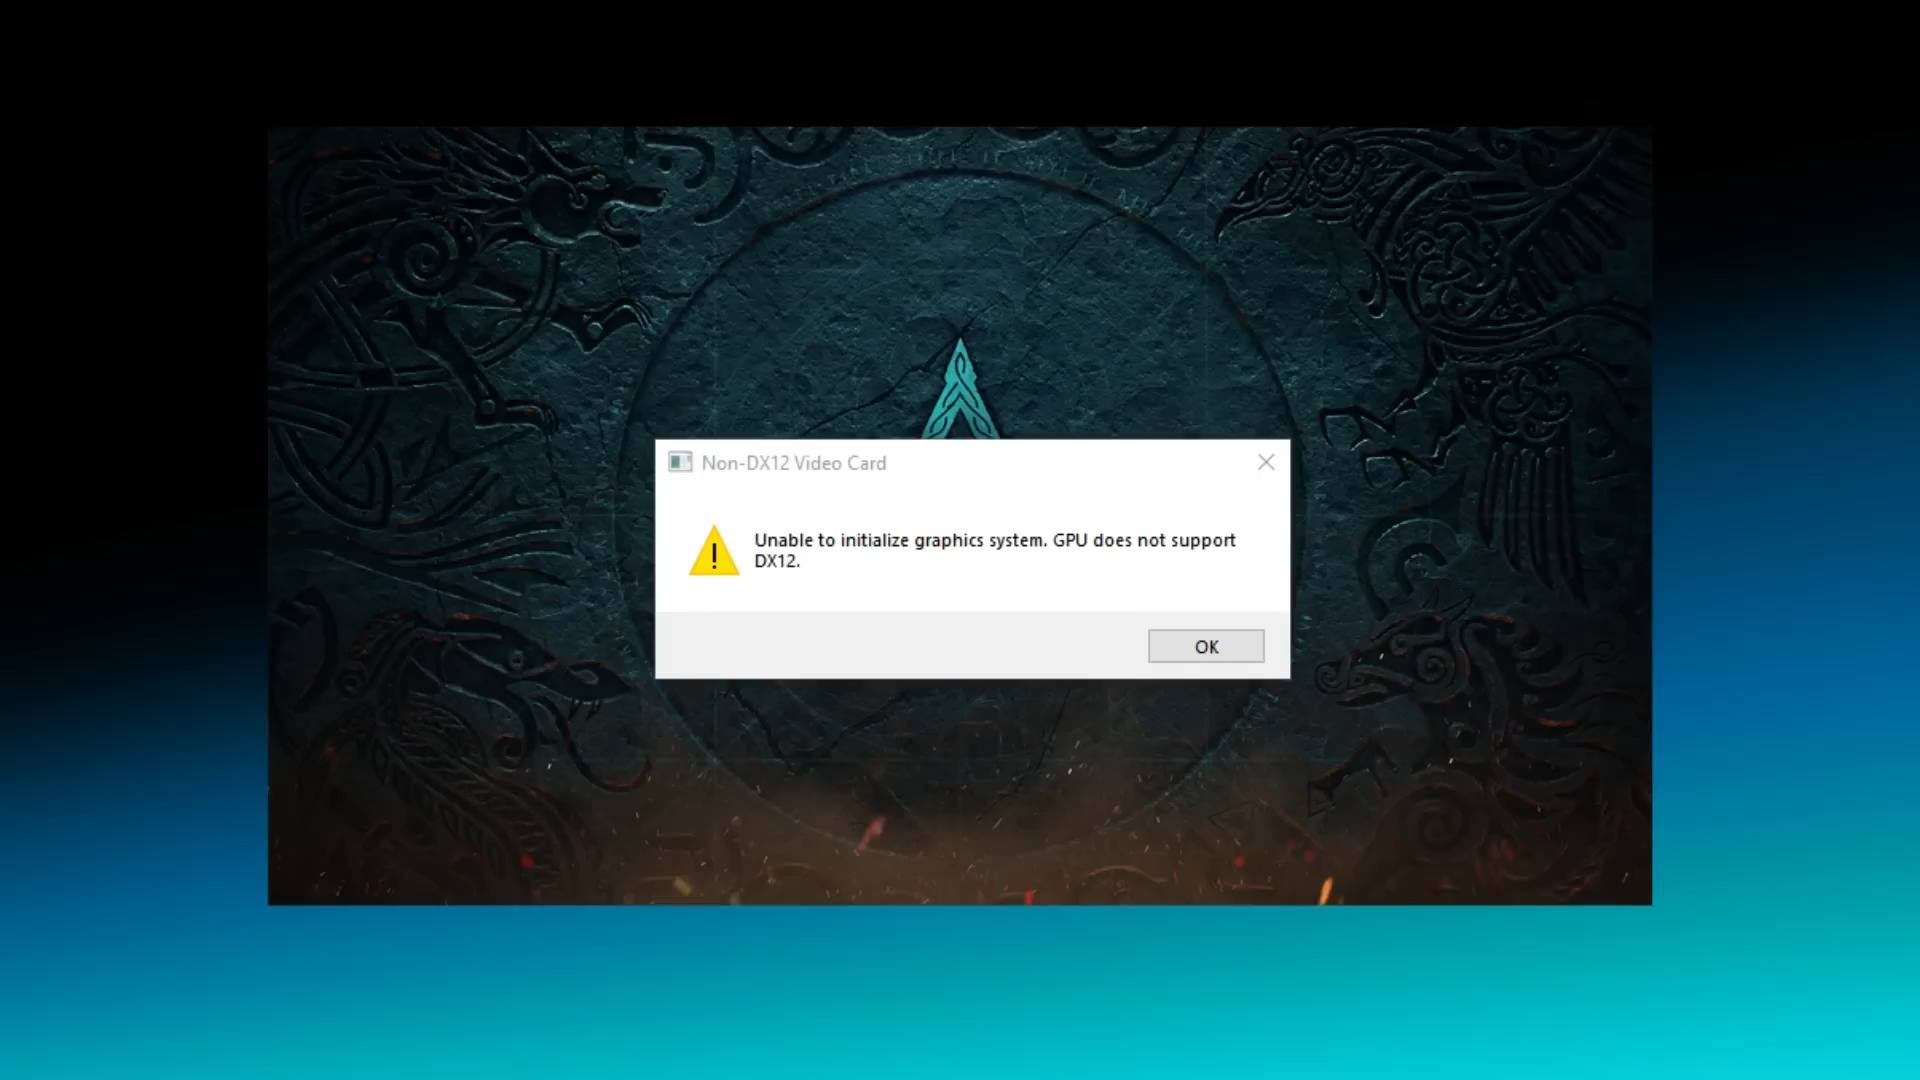 Non-DX12 Video Card
Unable to initialize graphics system. GPU does not support
DX12.
OK